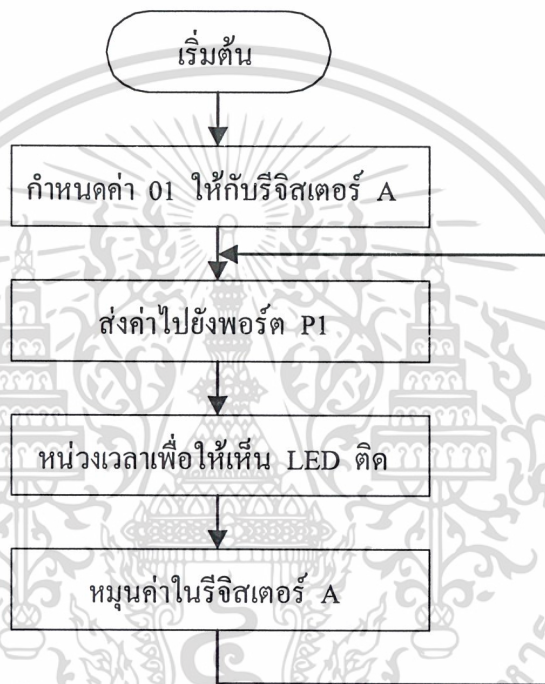 เริ่มต้น
กำหนดค่า 01 ให้กับรีจิสเตอร์ A
ส่งค่าไปยังพอร์ต P1
หน่วงเวลาเพื่อให้เห็น LED ติด
หมุนค่าในรีจิสเตอร์ A